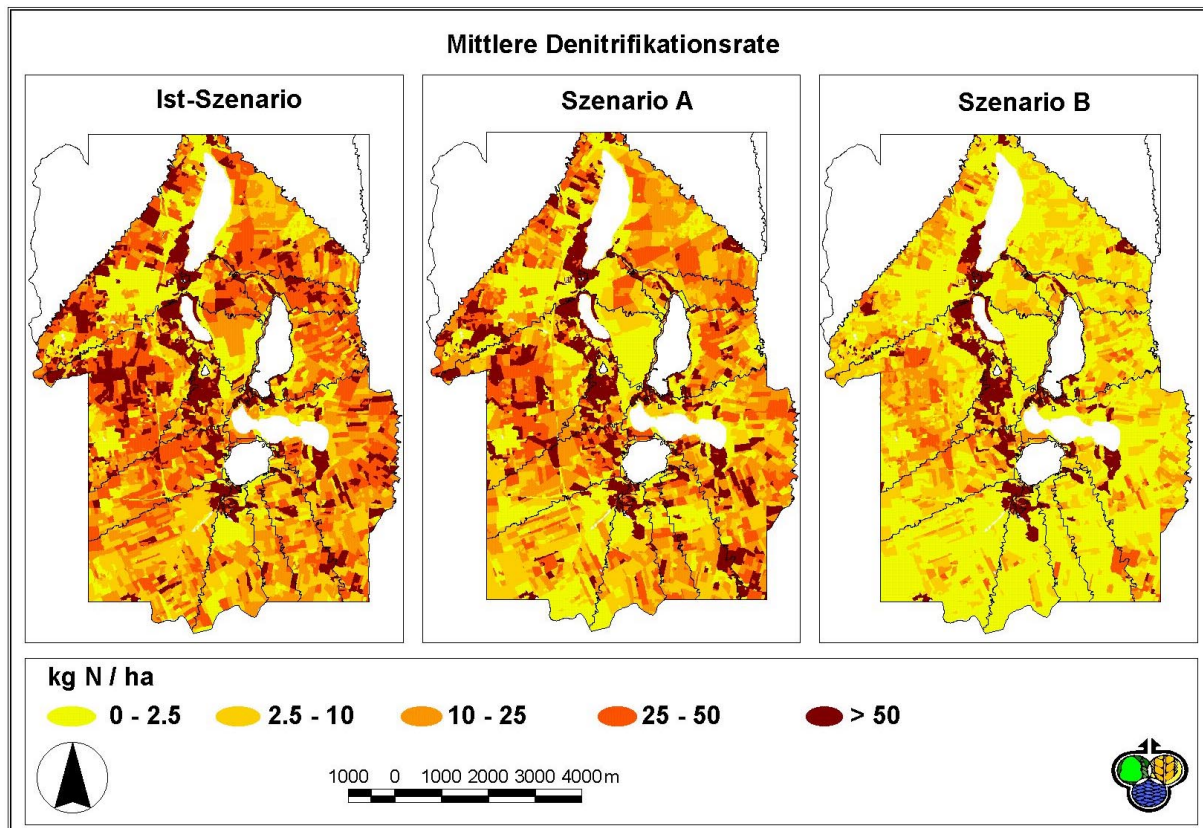 Mittlere Denitrifikationsrate
Ist-Szenario
Szenario A
Szenario B
kg N / ha
0 - 2.5
2.5 - 10
10 - 25
25 - 50
> 50
1000 0 1000 2000 3000 4000 m